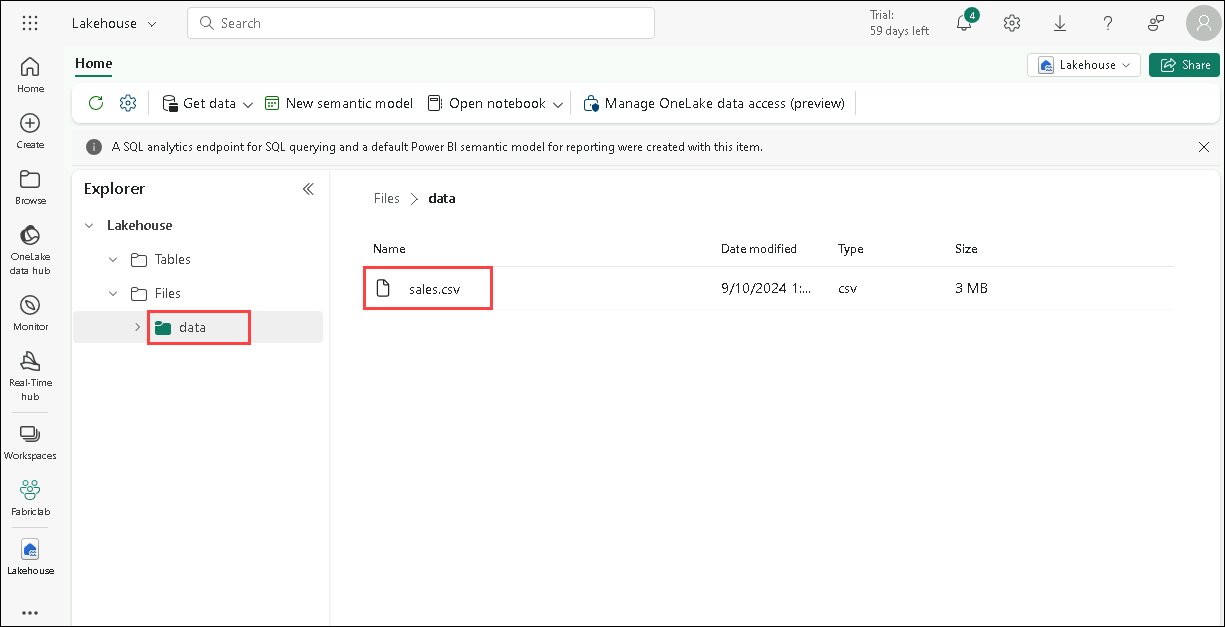 Lakehouse
Search
Trial:
59 days left
4
Home
Lakehouse
Share
Get data
New semantic model
Open notebook
Manage OneLake data access (preview)
A SQL analytics endpoint for SQL querying and a default Power BI semantic model for reporting were created with this item.
Home
Create
Browse
OneLake
data hub
Monitor
Real-Time
hub
Workspaces
Fabriclab
Lakehouse
Explorer
Lakehouse
Tables
Files
data
Files > data
Name Date modified Type Size
sales.csv 9/10/2024 1:... csv 3 MB